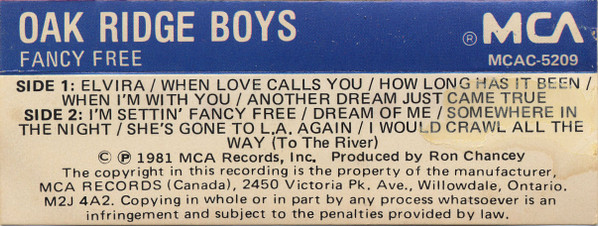 OAK RIDGE BOYS
FANCY FREE
® MCA
MCAC-5209
SIDE 1: ELVIRA / WHEN LOVE CALLS YOU / HOW LONG HAS IT BEEN /
WHEN I'M WITH YOU / ANOTHER DREAM JUST CAME TRUE
SIDE 2: I'M SETTIN' FANCY FREE / DREAM OF ME / SOMEWHERE IN
THE NIGHT / SHE'S GONE TO L.A. AGAIN / I WOULD CRAWL ALL THE
WAY (To The River)
© ℗ 1981 MCA Records, Inc. Produced by Ron Chancey
The copyright in this recording is the property of the manufacturer,
MCA RECORDS (Canada), 2450 Victoria Pk. Ave., Willowdale, Ontario.
M2J 4A2. Copying in whole or in part by any process whatsoever is an
infringement and subject to the penalties provided by law.